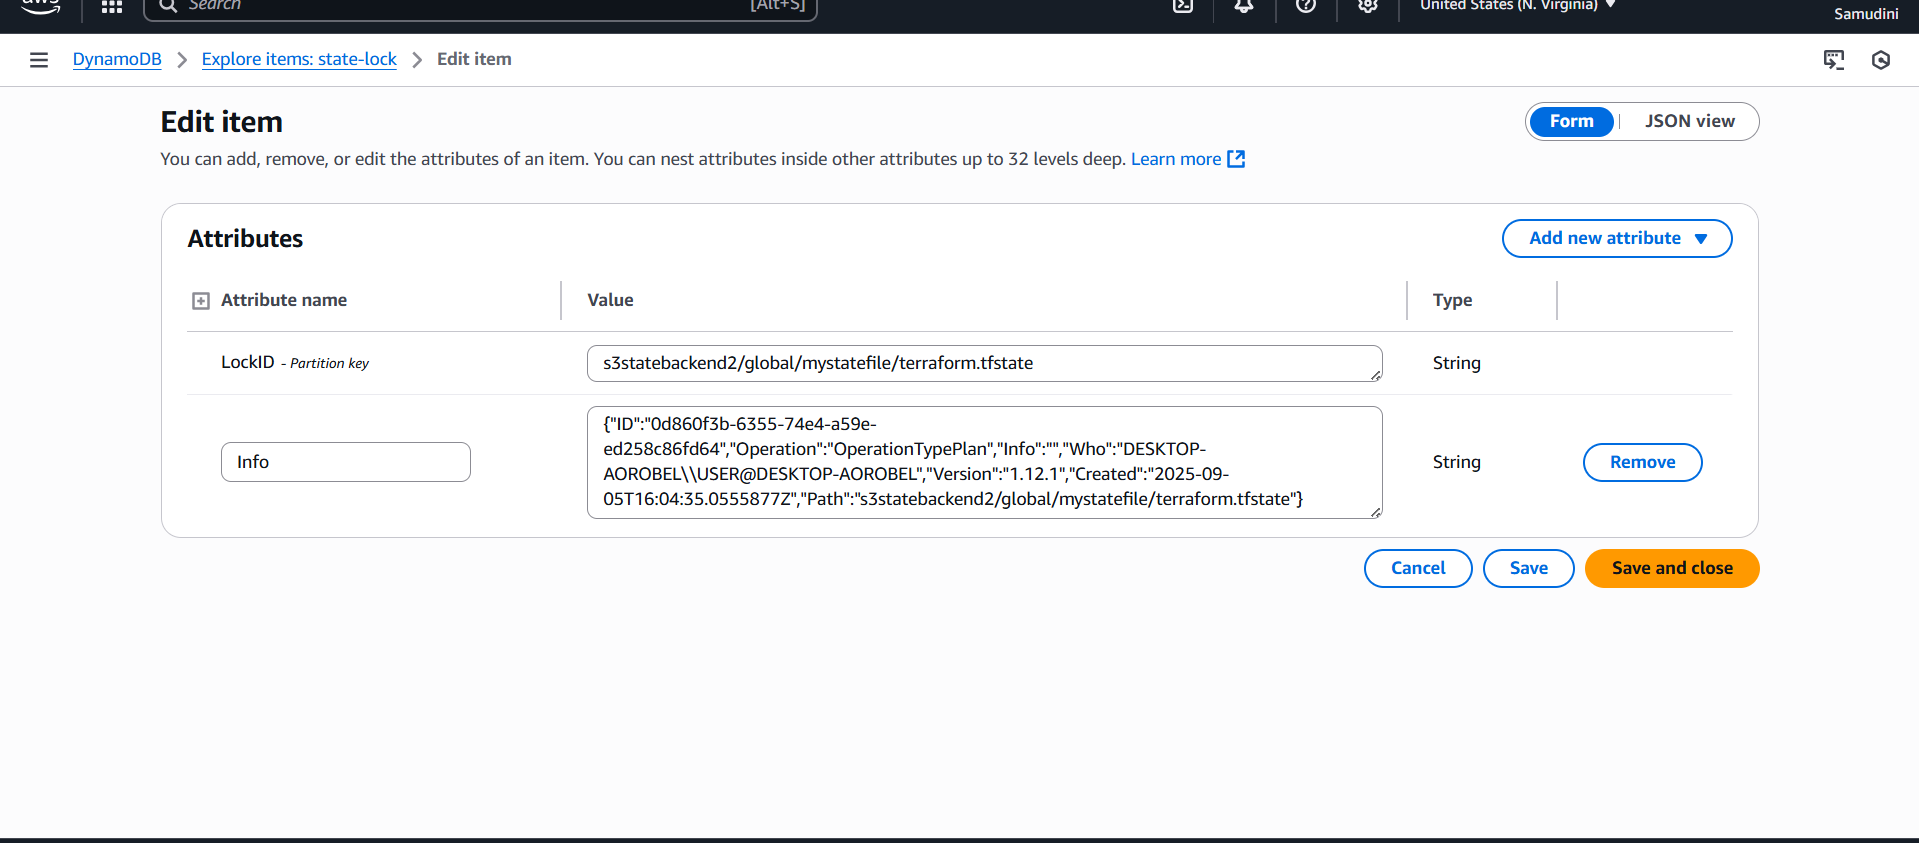 aws
Search
[Alt+S]
United States (N. Virginia)
Samudini
DynamoDB
Explore items: state-lock
Edit item
Edit item
Form
JSON view
You can add, remove, or edit the attributes of an item. You can nest attributes inside other attributes up to 32 levels deep. Learn more
Attributes
Add new attribute
Attribute name
Value
Type
LockID - Partition key
s3statebackend2/global/mystatefile/terraform.tfstate
String
Info
{"ID":"0d860f3b-6355-74e4-a59e-
ed258c86fd64","Operation":"OperationTypePlan","Info":"","Who":"DESKTOP-
AOROBEL\\USER@DESKTOP-AOROBEL","Version":"1.12.1","Created":"2025-09-
05T16:04:35.0555877Z","Path":"s3statebackend2/global/mystatefile/terraform.tfstate"}
String
Remove
Cancel
Save
Save and close